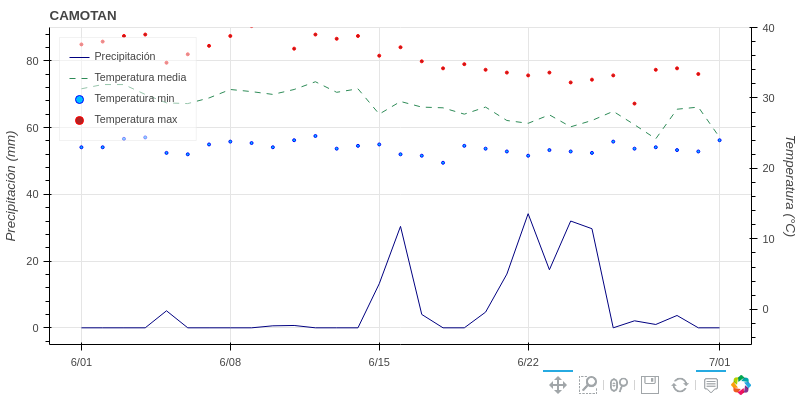 CAMOTAN
Precipitación
Temperatura media
Temperatura min
Temperatura max
Precipitación (mm)
80
60
40
20
0
Temperatura (°C)
40
30
20
10
0
6/01
6/08
6/15
6/22
7/01